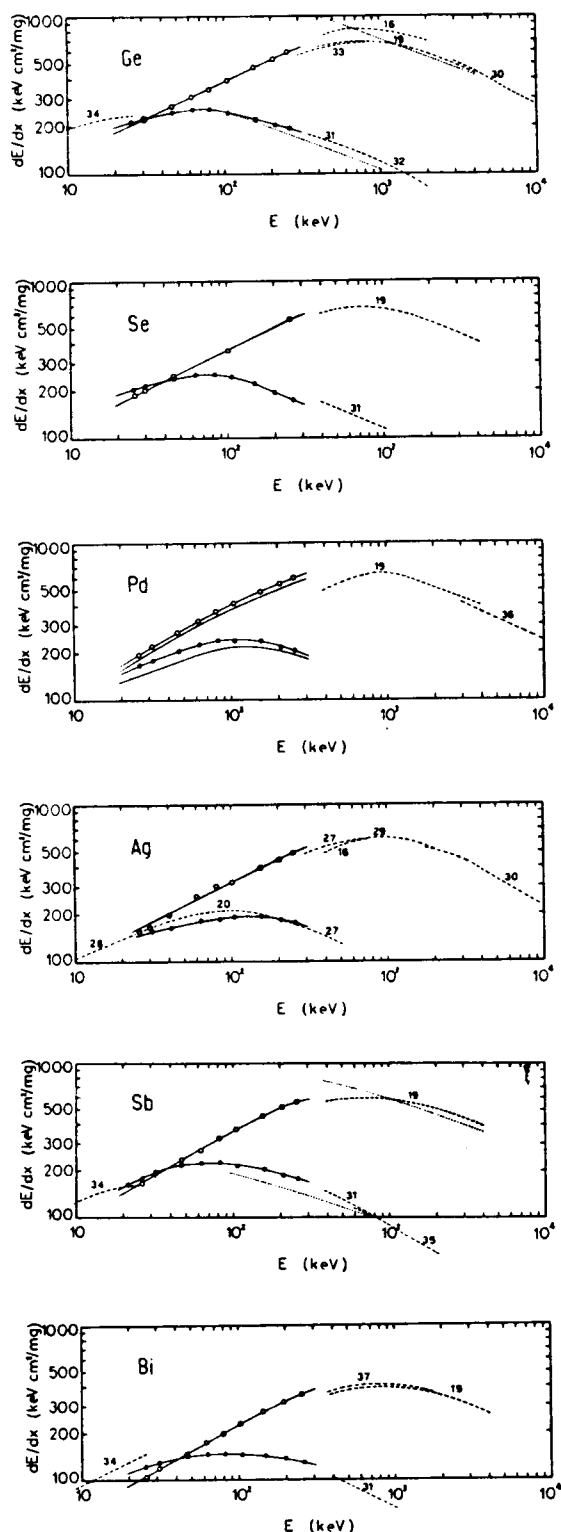 dE/dx (keV cm²/mg)
1000
500
300
200
100
Ge
16
19
33
30
34
31
32
10 10² 10³ 10⁴
E (keV)
dE/dx (keV cm²/mg)
1000
500
300
200
100
Se
19
31
10 10² 10³ 10⁴
E (keV)
dE/dx (keV cm²/mg)
1000
500
300
200
100
Pd
19
36
10 10² 10³ 10⁴
E (keV)
dE/dx (keV cm²/mg)
1000
500
300
200
100
Ag
27
29
16
30
20
28
27
10 10² 10³ 10⁴
E (keV)
dE/dx (keV cm²/mg)
1000
500
300
200
100
Sb
19
34
31
35
10 10² 10³ 10⁴
E (keV)
dE/dx (keV cm²/mg)
1000
500
300
200
100
Bi
37
19
34
31
10 10² 10³ 10⁴
E (keV)